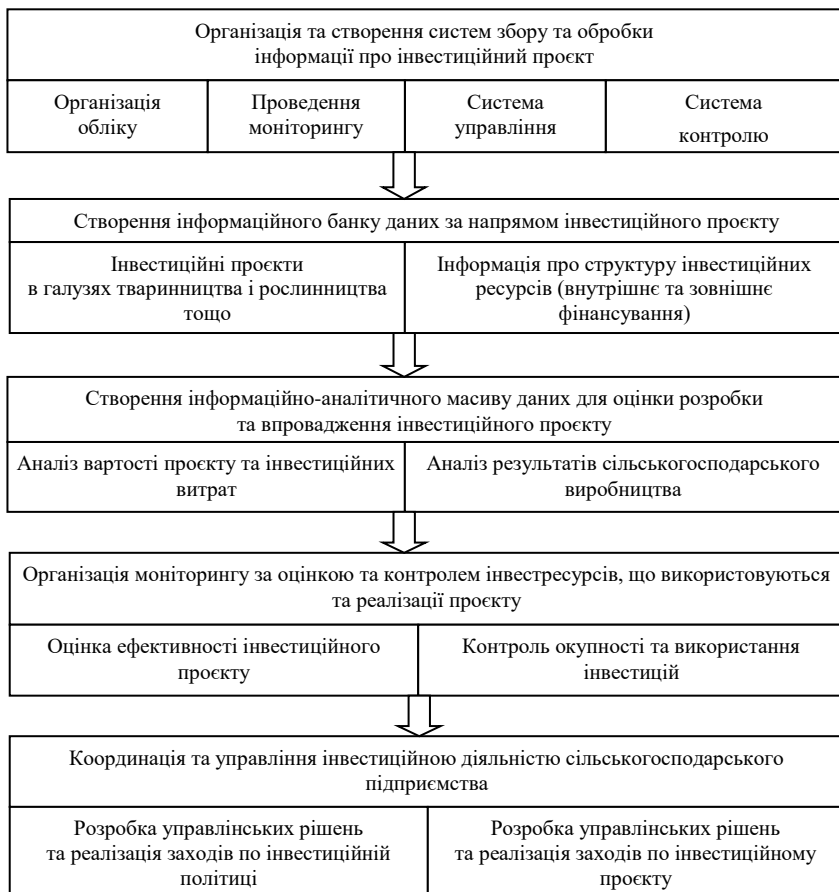 Організація та створення систем збору та обробки
інформації про інвестиційний проєкт
Організація
обліку
Проведення
моніторингу
Система
управління
Система
контролю
Створення інформаційного банку даних за напрямом інвестиційного проєкту
Інвестиційні проєкти
в галузях тваринництва і рослинництва
тощо
Інформація про структуру інвестиційних
ресурсів (внутрішнє та зовнішнє
фінансування)
Створення інформаційно-аналітичного масиву даних для оцінки розробки
та впровадження інвестиційного проєкту
Аналіз вартості проєкту та інвестиційних
витрат
Аналіз результатів сільськогосподарського
виробництва
Організація моніторингу за оцінкою та контролем інвестресурсів, що використовуються
та реалізації проєкту
Оцінка ефективності інвестиційного
проєкту
Контроль окупності та використання
інвестицій
Координація та управління інвестиційною діяльністю сільськогосподарського
підприємства
Розробка управлінських рішень
та реалізація заходів по інвестиційній
політиці
Розробка управлінських рішень
та реалізація заходів по інвестиційному
проєкту